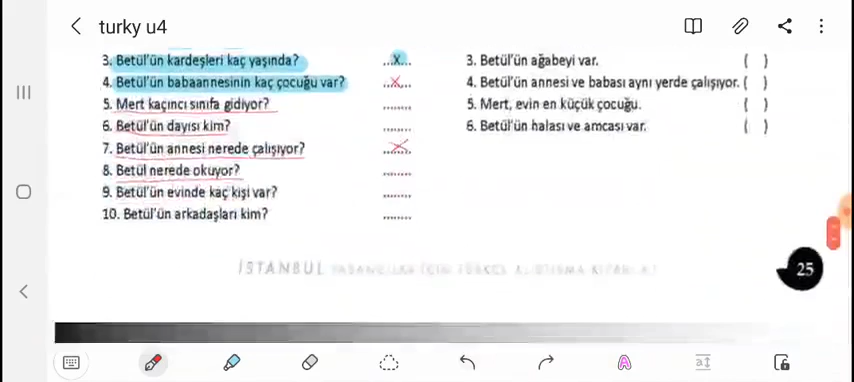 turky u4
3. Betül'ün kardeşleri kaç yaşında? ...X...
4. Betül'ün babaannesinin kaç çocuğu var? ...X...
5. Mert kaçıncı sınıfa gidiyor? ........
6. Betül'ün dayısı kim? ........
7. Betül'ün annesi nerede çalışıyor? ...X...
8. Betül nerede okuyor? ........
9. Betül'ün evinde kaç kişi var? ........
10. Betül'ün arkadaşları kim? ........
3. Betül'ün ağabeyi var. ( )
4. Betül'ün annesi ve babası aynı yerde çalışıyor. ( )
5. Mert, evin en küçük çocuğu. ( )
6. Betül'ün halası ve amcası var. ( )
İSTANBUL
25